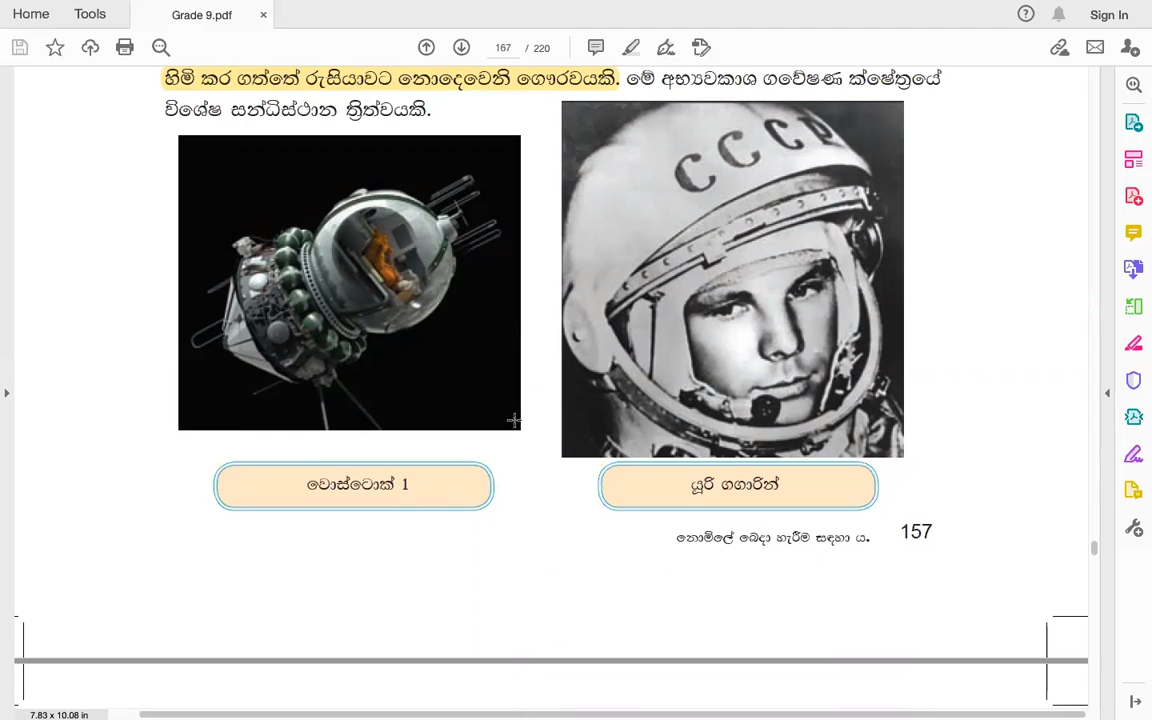 Home Tools Grade 9.pdf × Sign In
167 / 220
හිමි කර ගත්තේ රුසියාවට නොදෙවෙනි ගෞරවයකි. මේ අභ්‍යවකාශ ගවේෂණ ක්ෂේත්‍රයේ
විශේෂ සන්ධිස්ථාන ත්‍රිත්වයකි.
CCCP
වොස්ටොක් 1
යූරි ගගාරින්
නොමිලේ බෙදා හැරීම සඳහා ය. 157
7.83 x 10.08 in